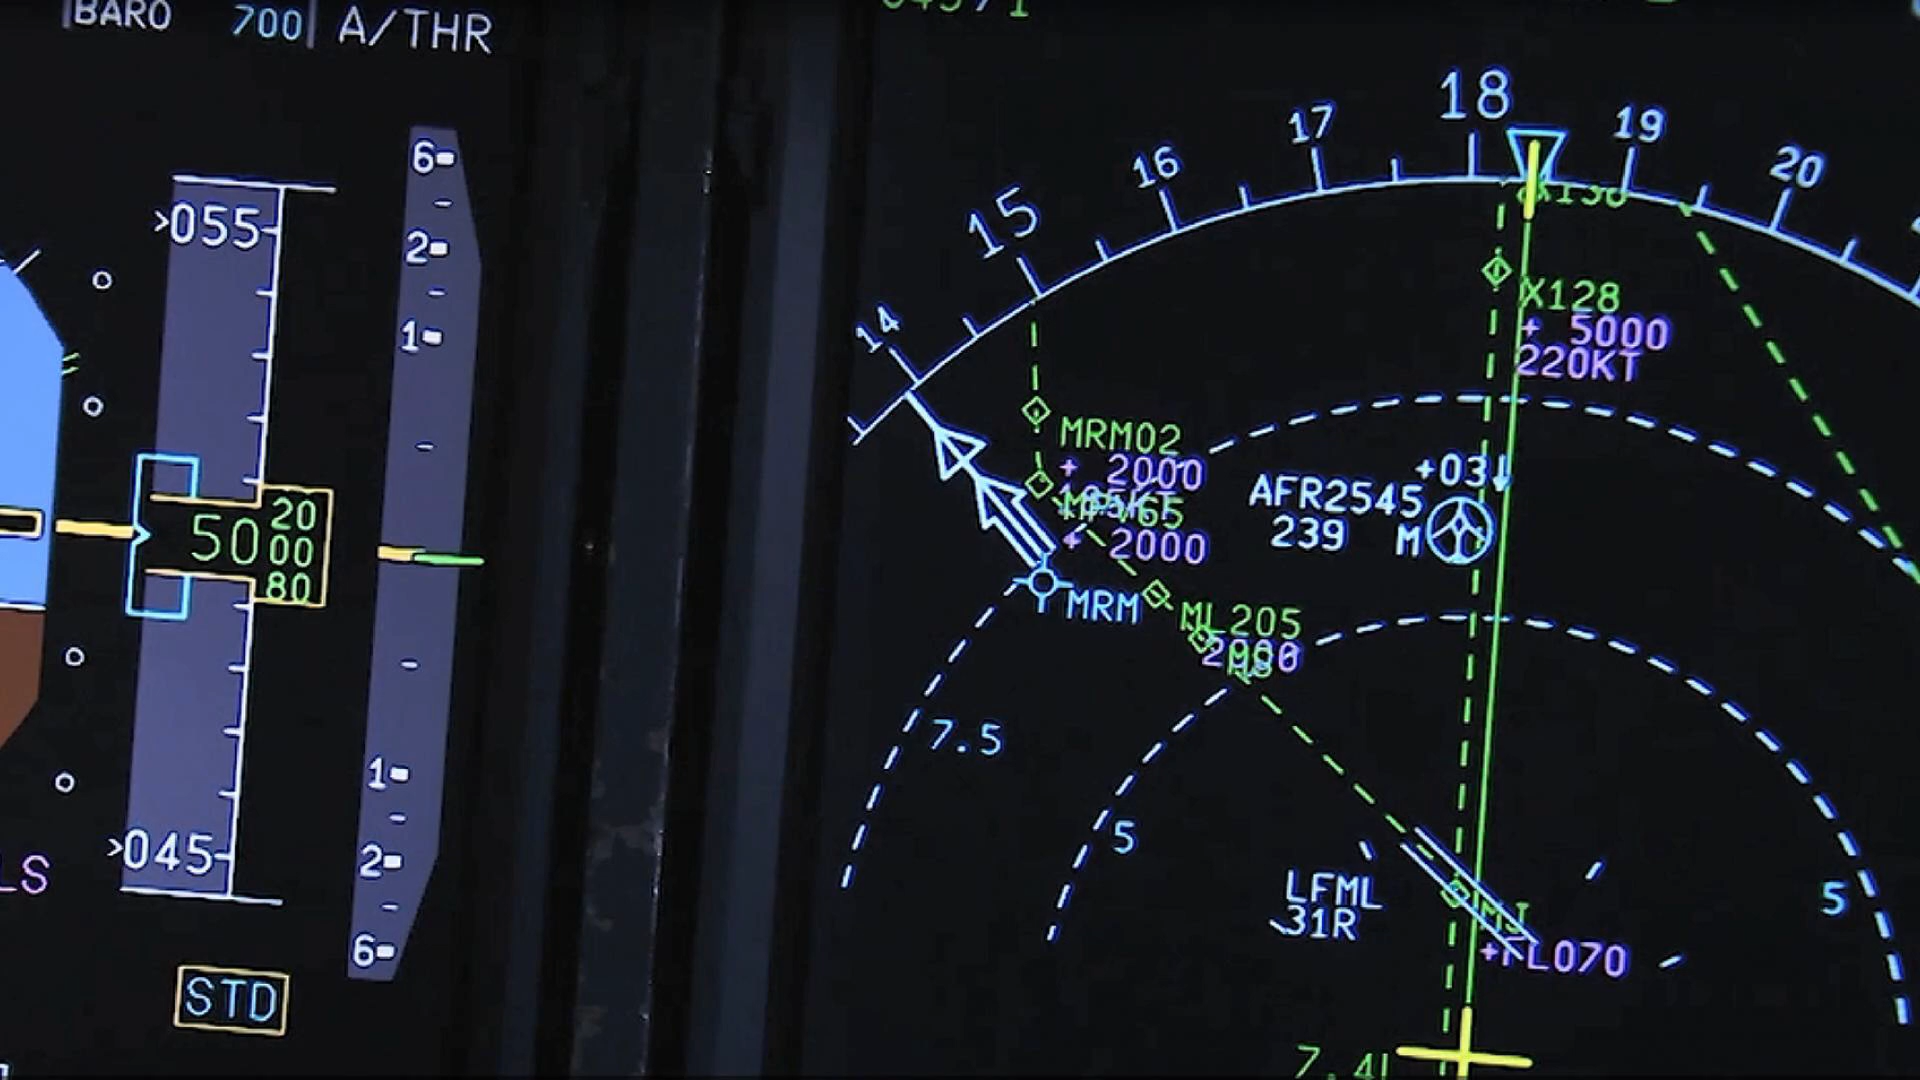 BARO 700 A/THR
6
>055
2
1
50 20
00
80
1
>045
2
LS
6
STD
14
15
16
17
18
19
20
X128
+ 5000
220KT
MRM02
+ 2000
+ 2000
+03↓
AFR2545
239 M
MRM
ML205
7.5
5
5
LFML
31R
+FL070